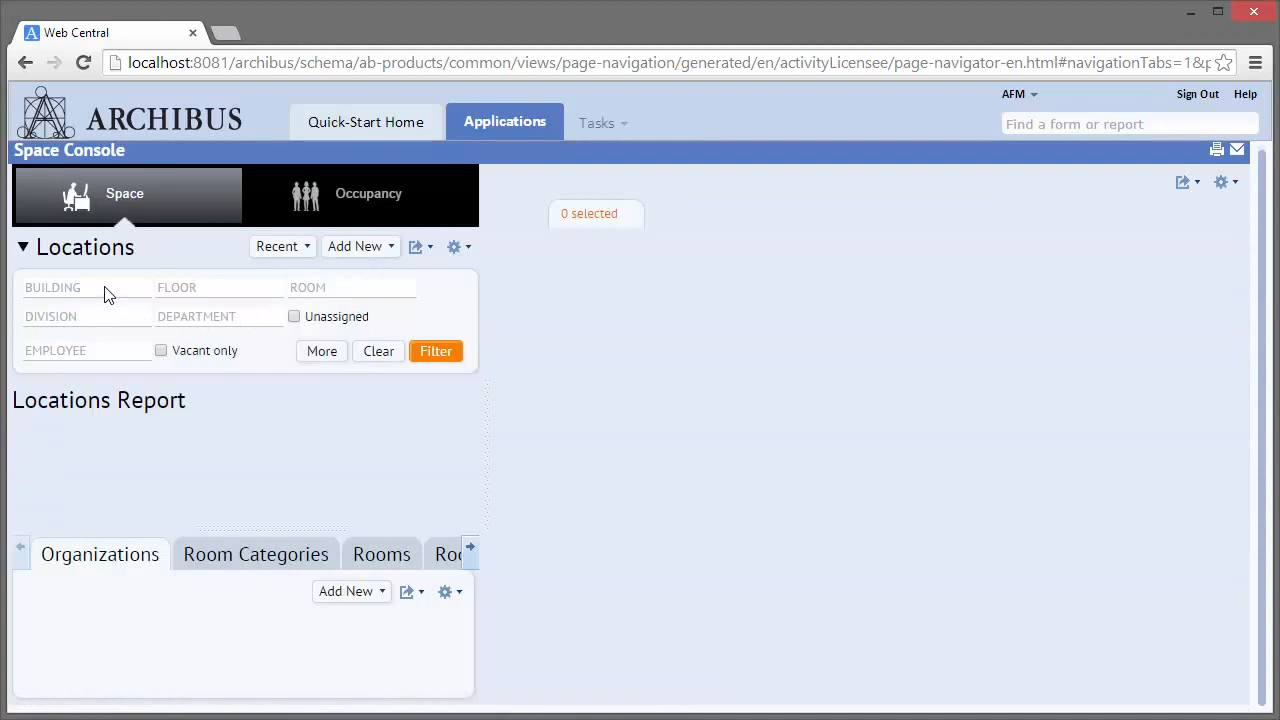 Web Central
localhost:8081/archibus/schema/ab-products/common/views/page-navigation/generated/en/activityLicensee/page-navigator-en.html#navigationTabs=1&p
ARCHIBUS
Quick-Start Home
Applications
Tasks
AFM
Sign Out
Help
Find a form or report
Space Console
Space
Occupancy
0 selected
Locations
Recent
Add New
BUILDING
FLOOR
ROOM
DIVISION
DEPARTMENT
Unassigned
EMPLOYEE
Vacant only
More
Clear
Filter
Locations Report
Organizations
Room Categories
Rooms
Roo
Add New